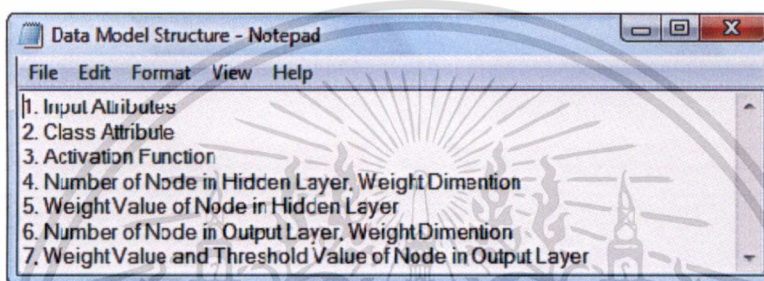 Data Model Structure - Notepad
File Edit Format View Help
1. Input Attributes
2. Class Attribute
3. Activation Function
4. Number of Node in Hidden Layer, Weight Dimention
5. Weight Value of Node in Hidden Layer
6. Number of Node in Output Layer, Weight Dimention
7. Weight Value and Threshold Value of Node in Output Layer